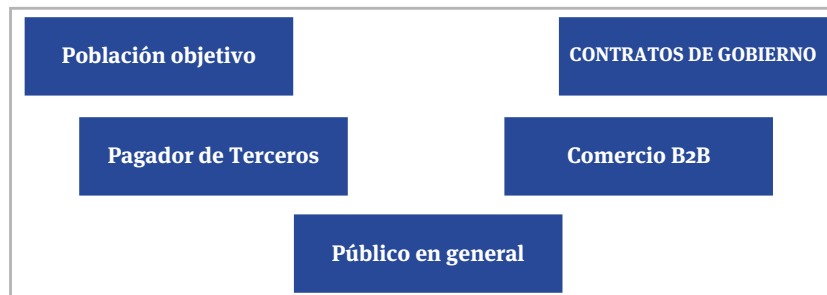 Población objetivo
CONTRATOS DE GOBIERNO
Pagador de Terceros
Comercio B2B
Público en general